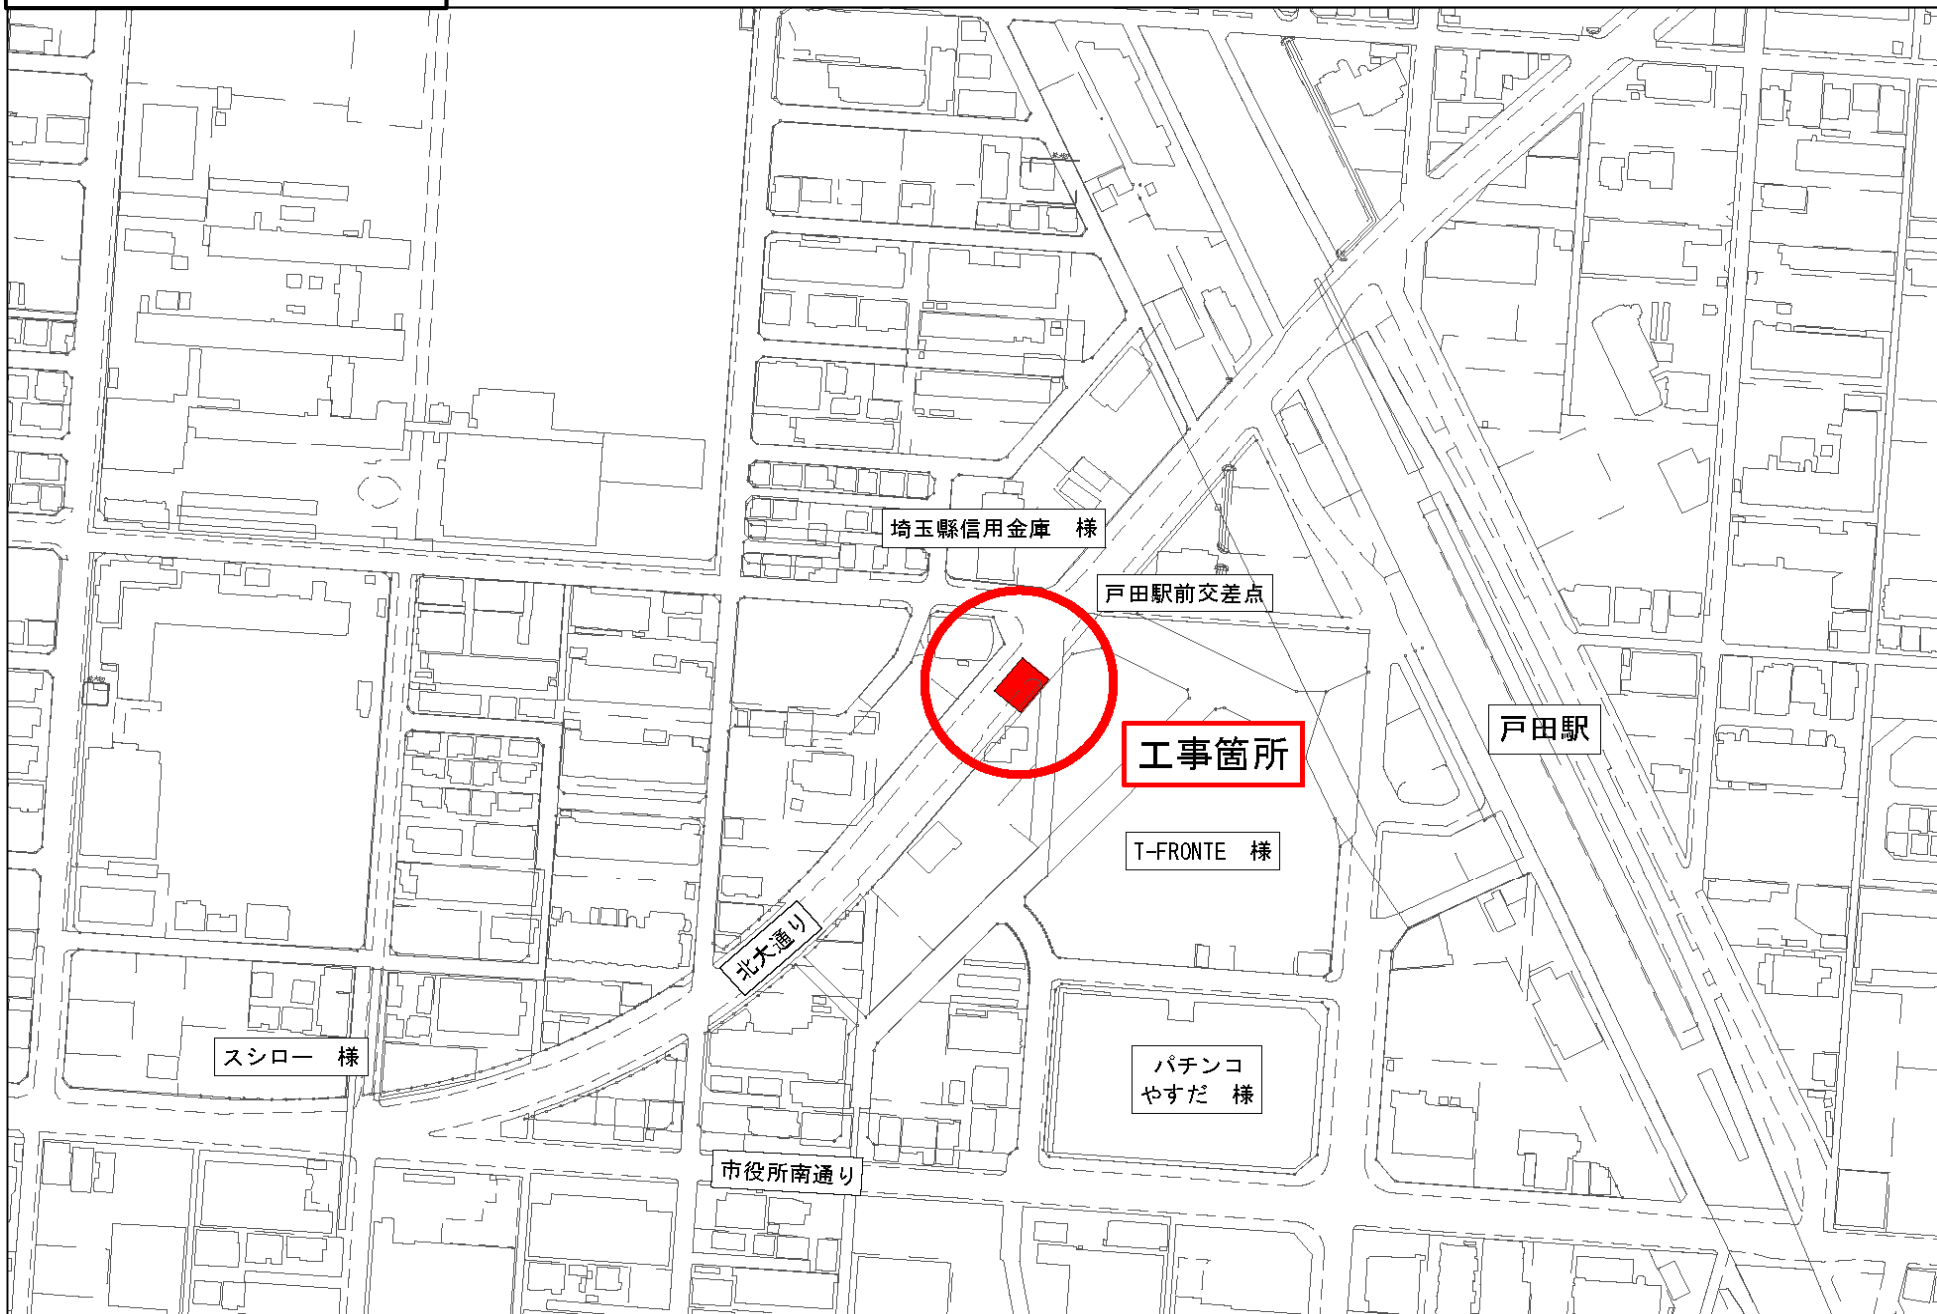 埼玉縣信用金庫　様
戸田駅前交差点
戸田駅
工事箇所
T-FRONTE　様
北大通り
スシロー　様
パチンコ
やすだ　様
市役所南通り